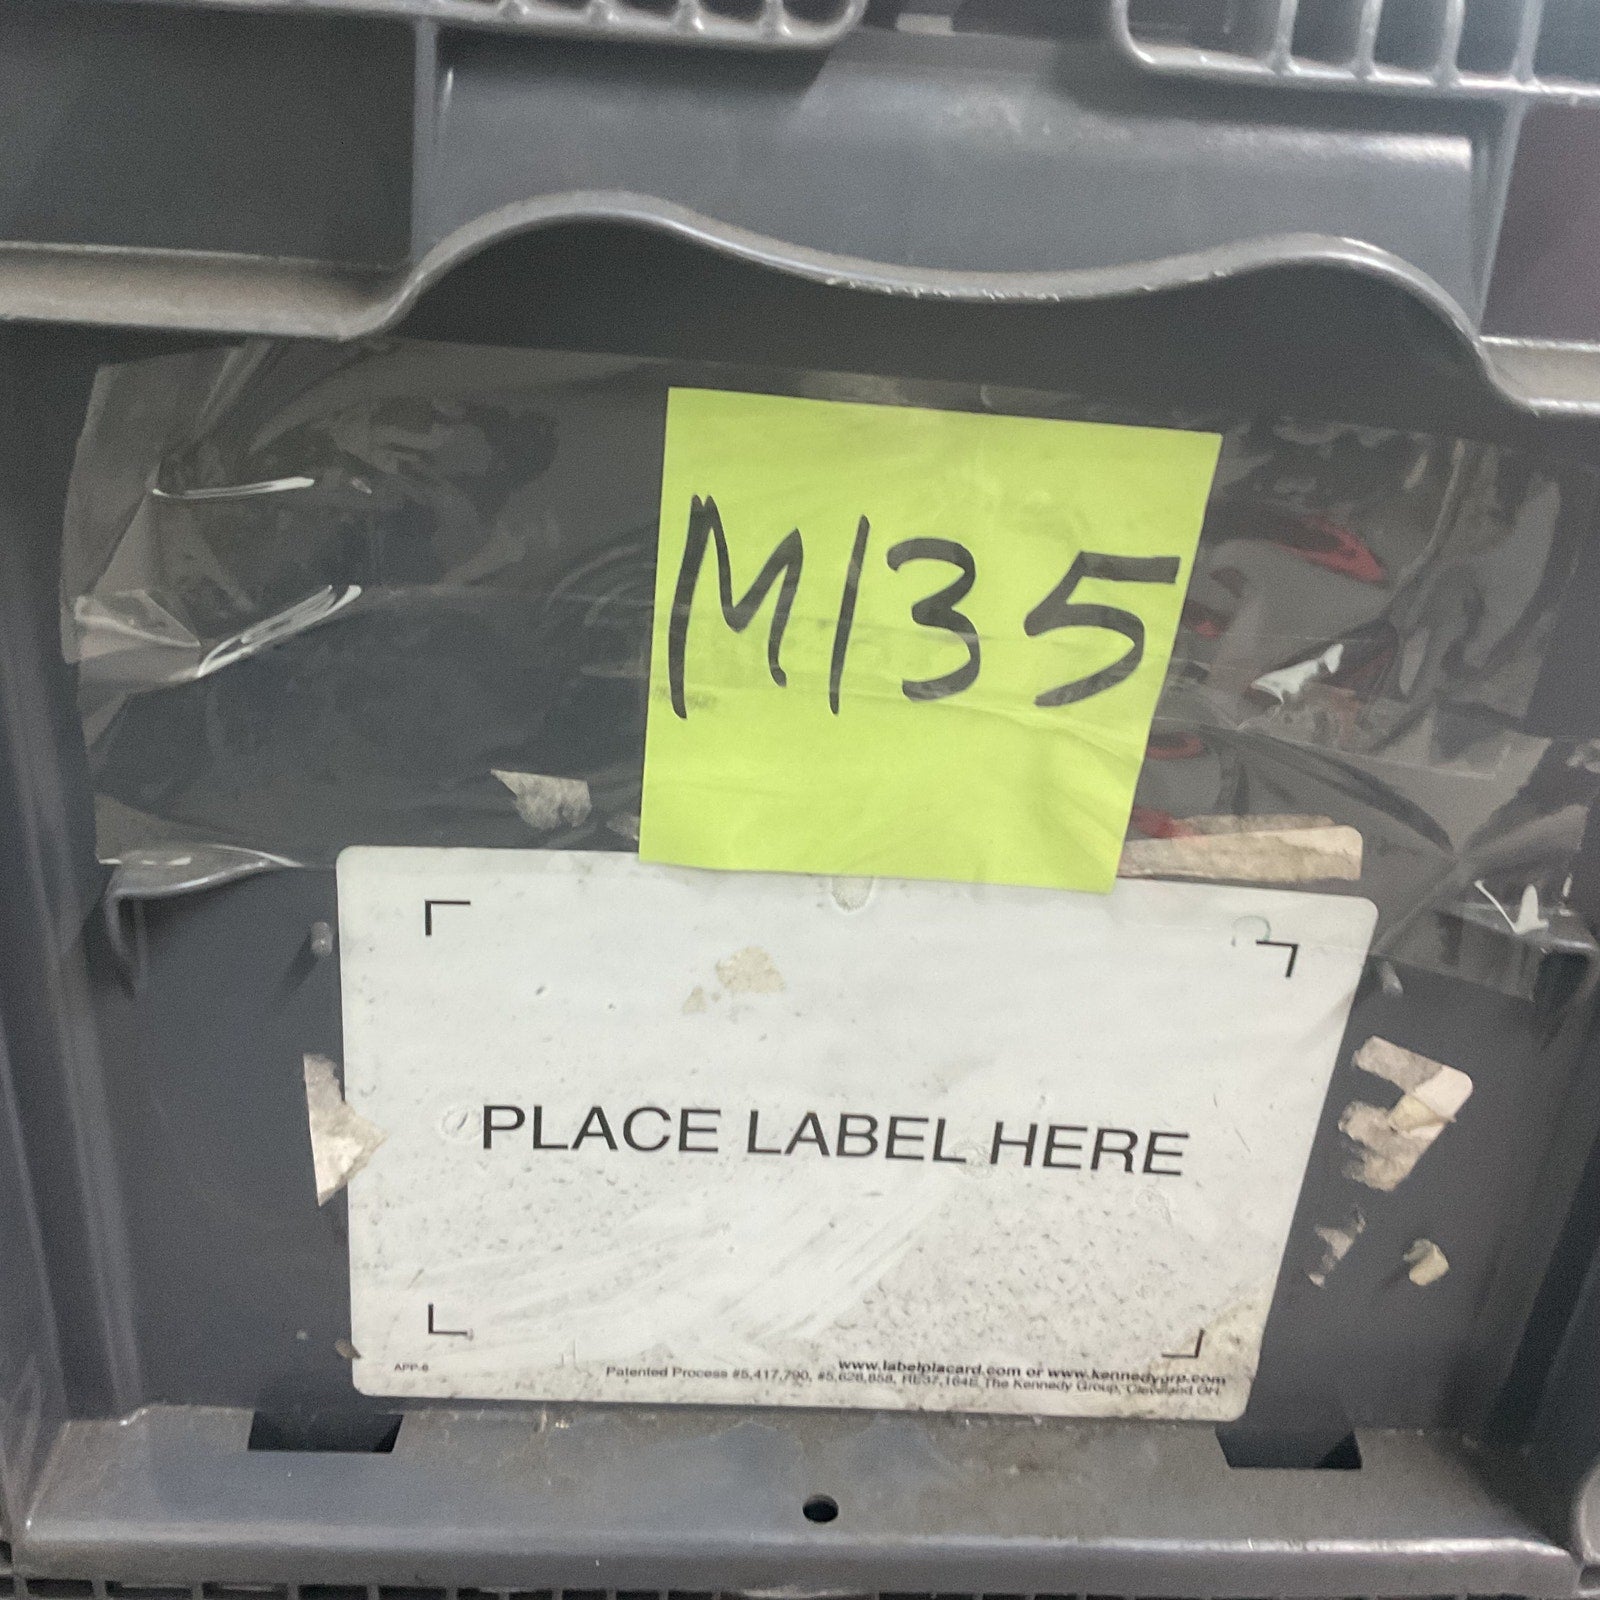 M135
PLACE LABEL HERE
www.labelplacard.com or www.kennedygrp.com
APP-6
Patented Process #5,417,790, #5,628,858, RE37,164E The Kennedy Group, Cleveland OH